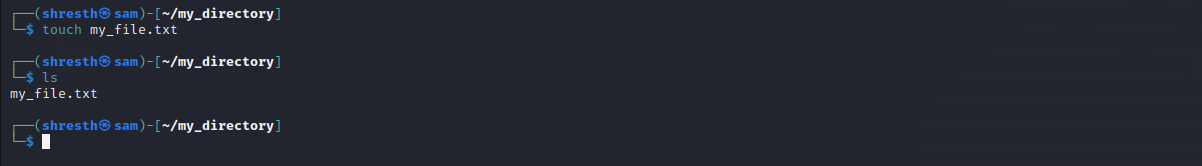 ┌──(shresth㉿sam)-[~/my_directory]
└─$ touch my_file.txt
┌──(shresth㉿sam)-[~/my_directory]
└─$ ls
my_file.txt
┌──(shresth㉿sam)-[~/my_directory]
└─$